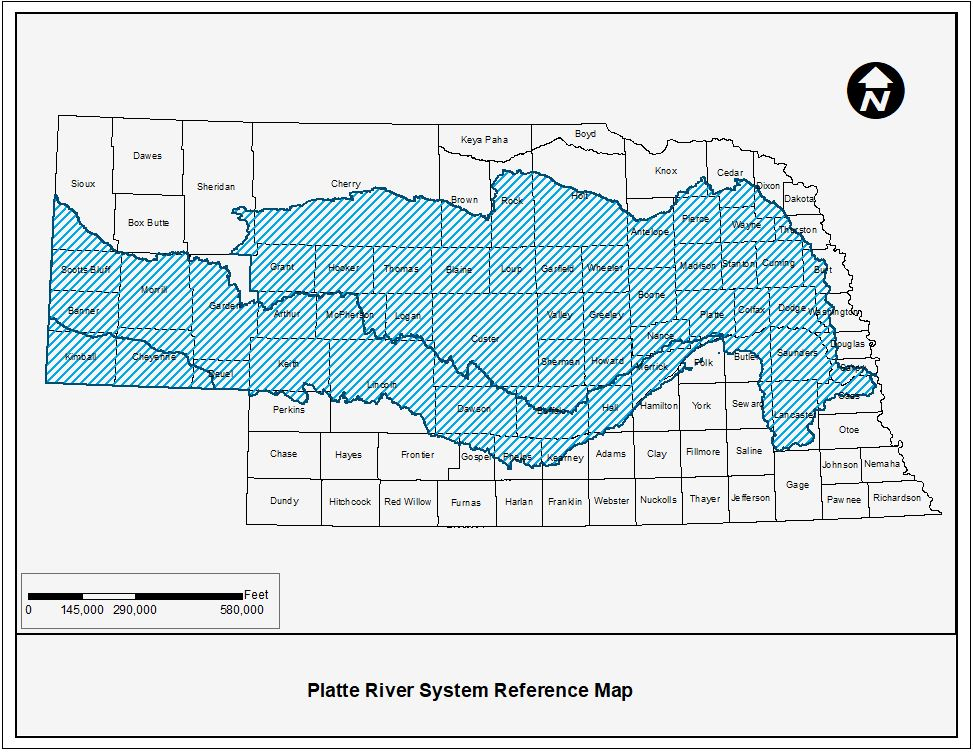 N
Keya Paha
Boyd
Dawes
Sioux
Sheridan
Cherry
Knox
Cedar
Dixon
Box Butte
Brown
Rock
Holt
Dakota
Antelope
Pierce
Wayne
Thurston
Scotts Bluff
Morrill
Garden
Grant
Hooker
Thomas
Blaine
Loup
Garfield
Wheeler
Madison
Stanton
Cuming
Burt
Boone
Banner
Arthur
McPherson
Logan
Custer
Valley
Greeley
Nance
Platte
Colfax
Dodge
Washington
Kimball
Cheyenne
Deuel
Keith
Lincoln
Sherman
Howard
Merrick
Polk
Butler
Saunders
Douglas
Sarpy
Perkins
Dawson
Buffalo
Hall
Hamilton
York
Seward
Lancaster
Cass
Otoe
Chase
Hayes
Frontier
Gosper
Phelps
Kearney
Adams
Clay
Fillmore
Saline
Johnson
Nemaha
Dundy
Hitchcock
Red Willow
Furnas
Harlan
Franklin
Webster
Nuckolls
Thayer
Jefferson
Gage
Pawnee
Richardson
Feet
0 145,000 290,000 580,000
Platte River System Reference Map